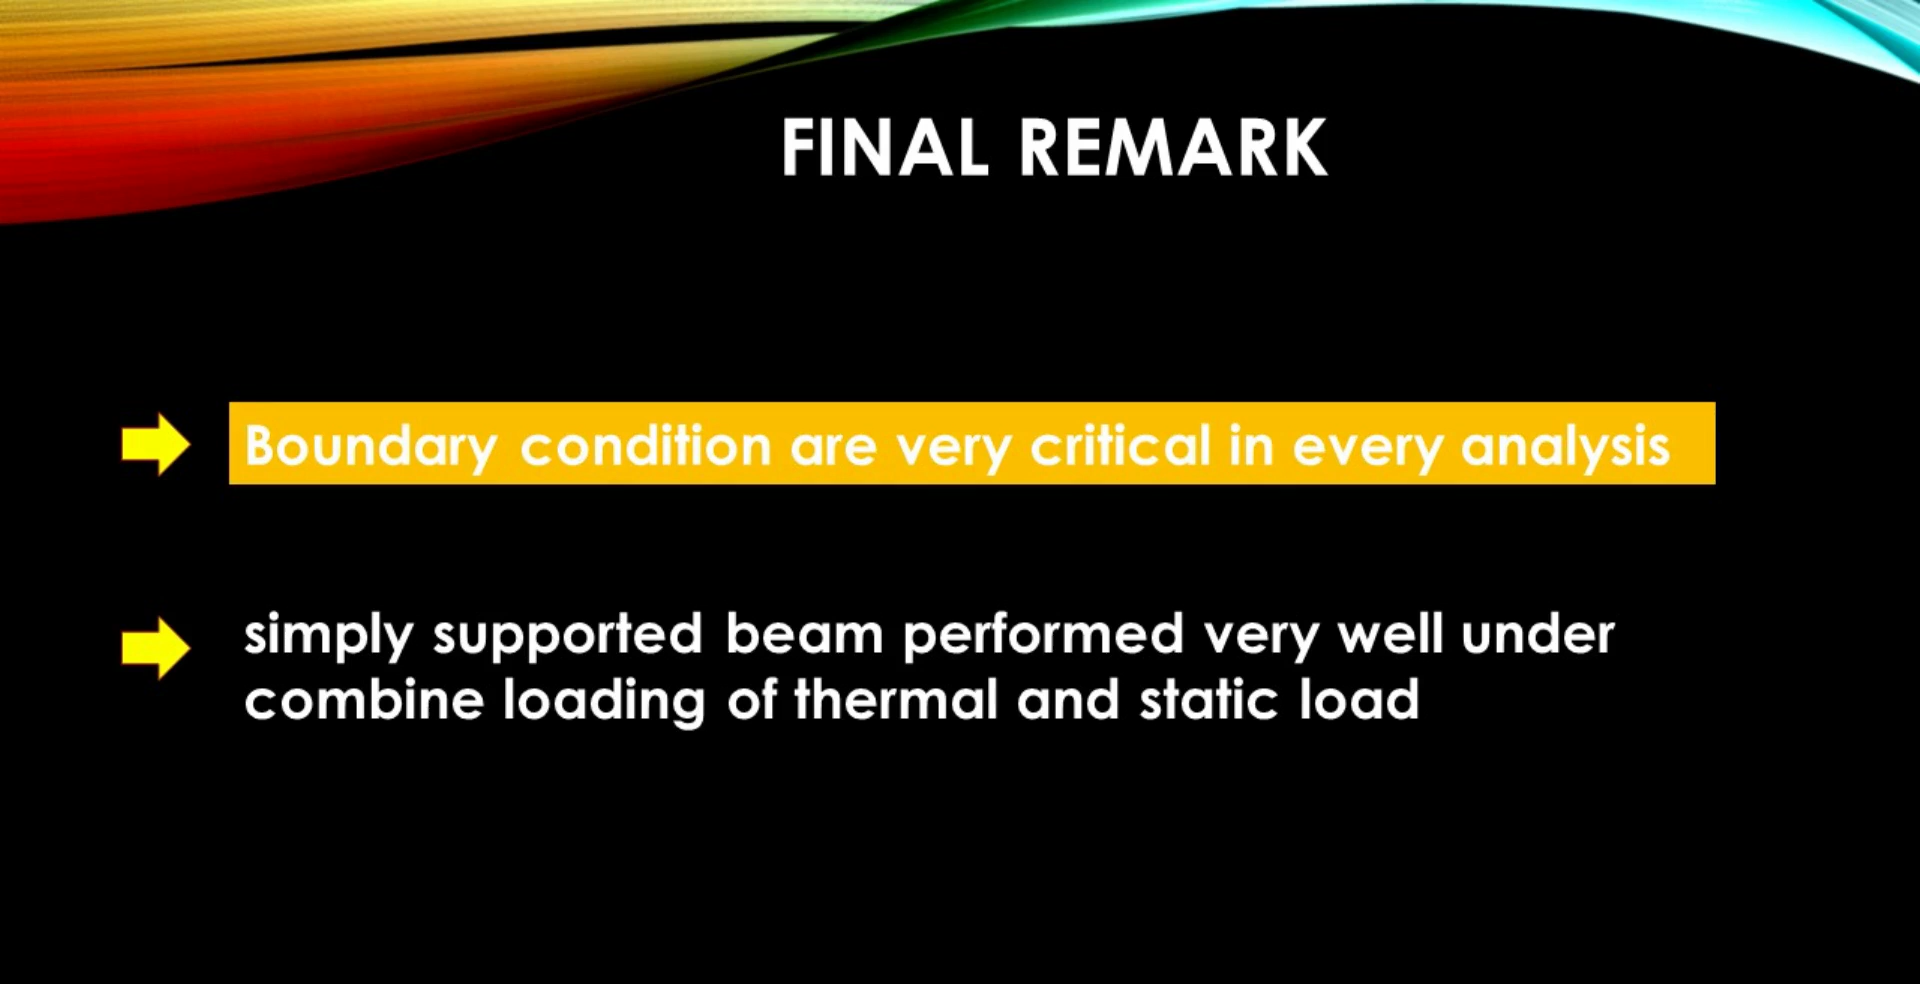 FINAL REMARK
Boundary condition are very critical in every analysis
simply supported beam performed very well under
combine loading of thermal and static load